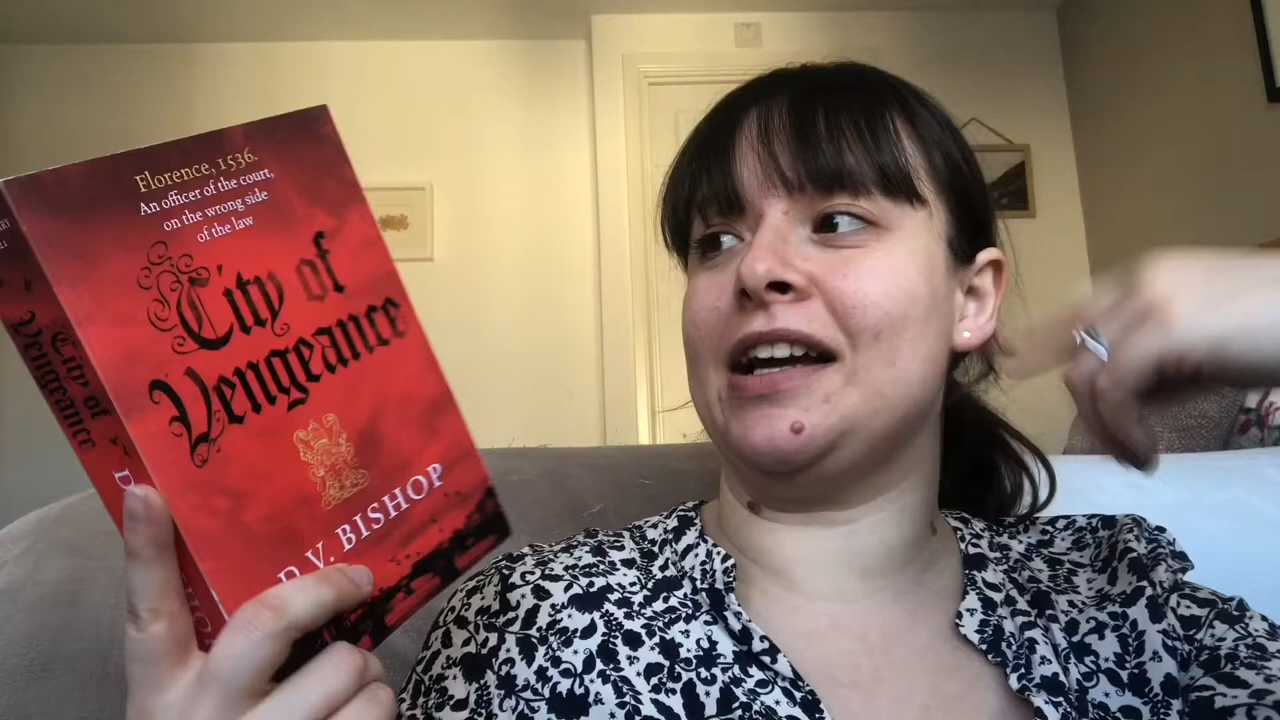 Florence, 1536.
An officer of the court,
on the wrong side
of the law
City of
Vengeance
D. V. BISHOP
City of
Vengeance